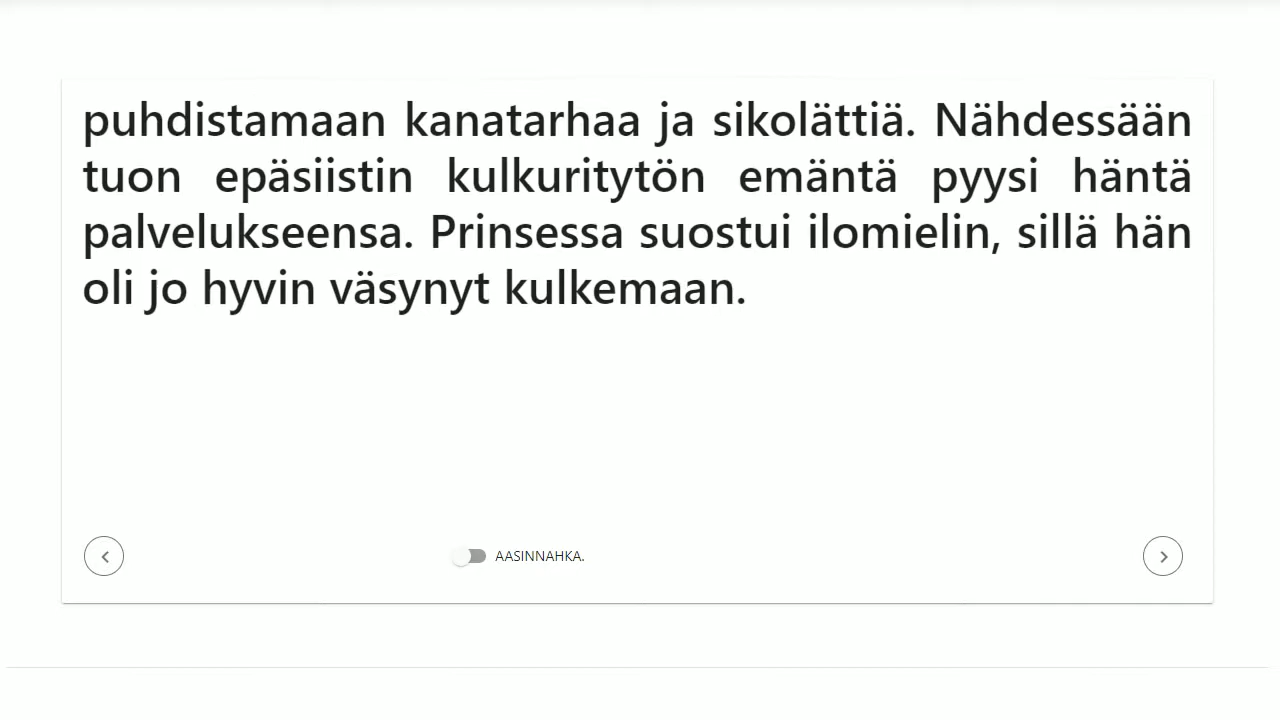 puhdistamaan kanatarhaa ja sikolättiä. Nähdessään
tuon epäsiistin kulkuritytön emäntä pyysi häntä
palvelukseensa. Prinsessa suostui ilomielin, sillä hän
oli jo hyvin väsynyt kulkemaan.
AASINNAHKA.